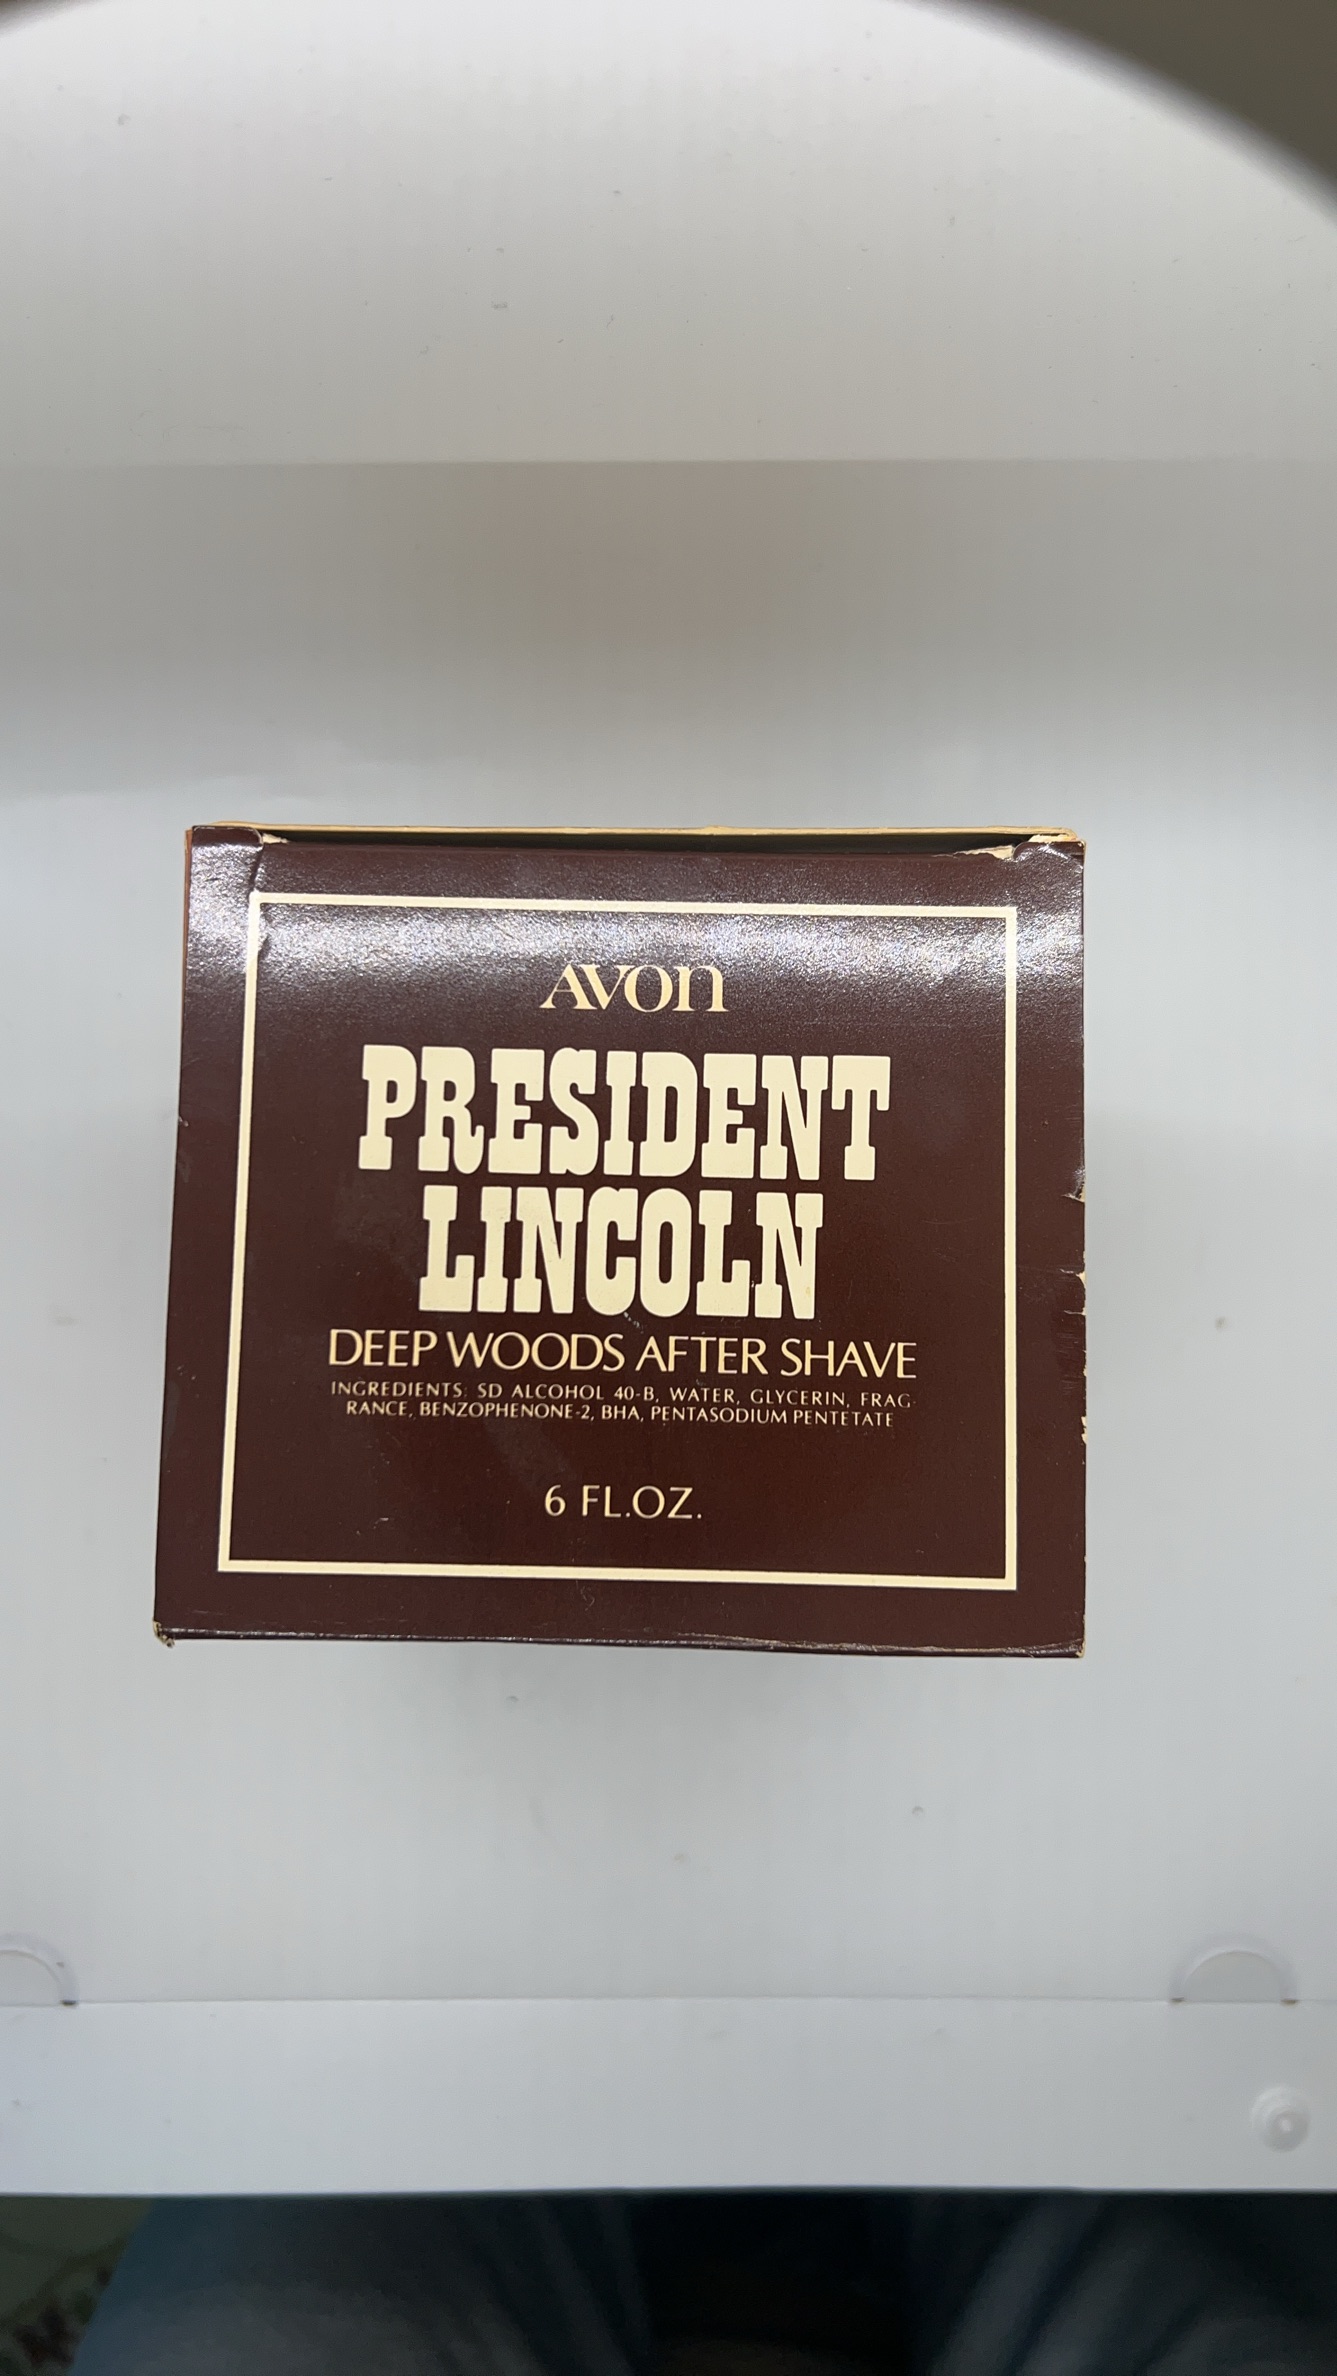 AVON
PRESIDENT
LINCOLN
DEEP WOODS AFTER SHAVE
INGREDIENTS: SD ALCOHOL 40-B, WATER, GLYCERIN, FRAG-
RANCE, BENZOPHENONE-2, BHA, PENTASODIUM PENTETATE
6 FL.OZ.